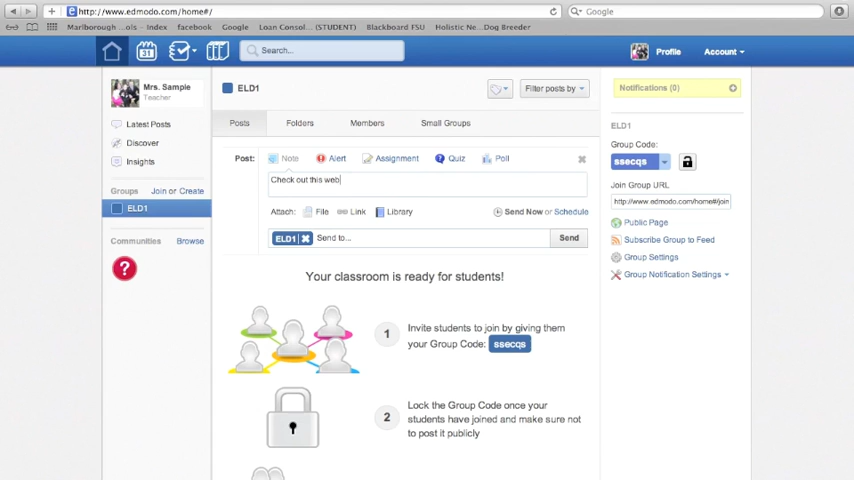 http://www.edmodo.com/home#/
Google
Marlborough ...ols – Index facebook Google Loan Consol... (STUDENT) Blackboard FSU Holistic Ne...Dog Breeder
31
Search...
Profile
Account
Mrs. Sample
Teacher
Latest Posts
Discover
Insights
Groups Join or Create
ELD1
Communities Browse
?
ELD1
Filter posts by
Posts Folders Members Small Groups
Post: Note Alert Assignment Quiz Poll
Check out this web
Attach: File Link Library Send Now or Schedule
ELD1 Send to... Send
Your classroom is ready for students!
1
Invite students to join by giving them
your Group Code: ssecqs
2
Lock the Group Code once your
students have joined and make sure not
to post it publicly
Notifications (0)
ELD1
Group Code:
ssecqs
Join Group URL
http://www.edmodo.com/home#/join
Public Page
Subscribe Group to Feed
Group Settings
Group Notification Settings